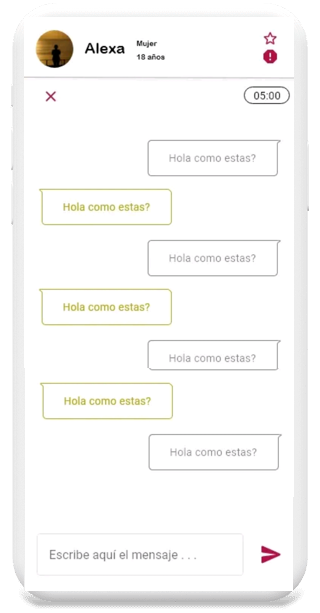 Alexa
Mujer
18 años
05:00
Hola como estas?
Hola como estas?
Hola como estas?
Hola como estas?
Hola como estas?
Hola como estas?
Hola como estas?
Escribe aquí el mensaje . . .